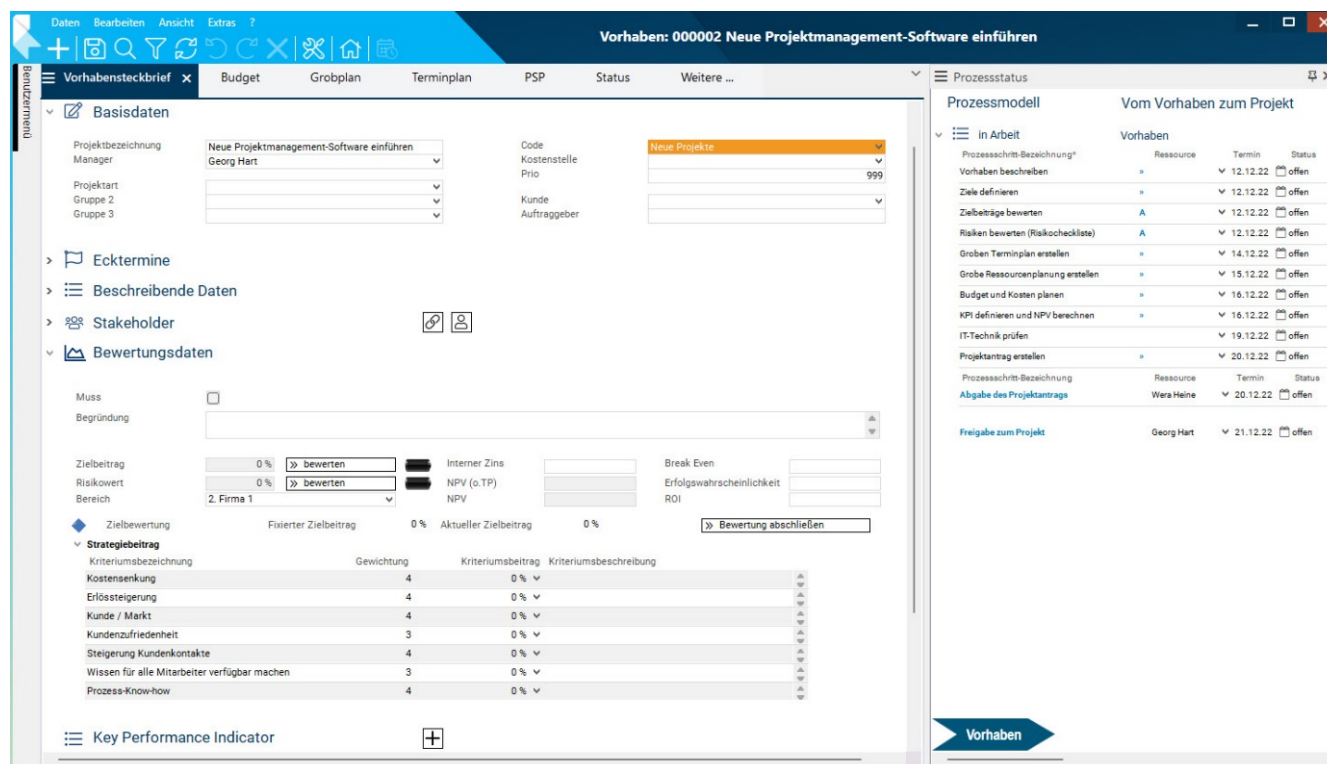 Daten Bearbeiten Ansicht Extras ?
Vorhaben: 000002 Neue Projektmanagement-Software einführen
Benutzermenü
Vorhabensteckbrief × Budget Grobplan Terminplan PSP Status Weitere ...
Basisdaten
Projektbezeichnung Neue Projektmanagement-Software einführen Code Neue Projekte
Manager Georg Hart Kostenstelle
Prio 999
Projektart
Gruppe 2 Kunde
Gruppe 3 Auftraggeber
Ecktermine
Beschreibende Daten
Stakeholder
Bewertungsdaten
Muss
Begründung
Zielbeitrag 0 % » bewerten Interner Zins Break Even
Risikowert 0 % » bewerten NPV (o.TP) Erfolgswahrscheinlichkeit
Bereich 2. Firma 1 NPV ROI
Zielbewertung Fixierter Zielbeitrag 0 % Aktueller Zielbeitrag 0 % » Bewertung abschließen
Strategiebeitrag
Kriteriumsbezeichnung Gewichtung Kriteriumsbeitrag Kriteriumsbeschreibung
Kostensenkung 4 0 %
Erlössteigerung 4 0 %
Kunde / Markt 4 0 %
Kundenzufriedenheit 3 0 %
Steigerung Kundenkontakte 4 0 %
Wissen für alle Mitarbeiter verfügbar machen 3 0 %
Prozess-Know-how 4 0 %
Key Performance Indicator
Prozessstatus
Prozessmodell Vom Vorhaben zum Projekt
in Arbeit Vorhaben
Prozessschritt-Bezeichnung* Ressource Termin Status
Vorhaben beschreiben » 12.12.22 offen
Ziele definieren » 12.12.22 offen
Zielbeiträge bewerten A 12.12.22 offen
Risiken bewerten (Risikocheckliste) A 12.12.22 offen
Groben Terminplan erstellen » 14.12.22 offen
Grobe Ressourcenplanung erstellen » 15.12.22 offen
Budget und Kosten planen » 16.12.22 offen
KPI definieren und NPV berechnen » 16.12.22 offen
IT-Technik prüfen 19.12.22 offen
Projektantrag erstellen » 20.12.22 offen
Prozessschritt-Bezeichnung Ressource Termin Status
Abgabe des Projektantrags Wera Heine 20.12.22 offen
Freigabe zum Projekt Georg Hart 21.12.22 offen
Vorhaben